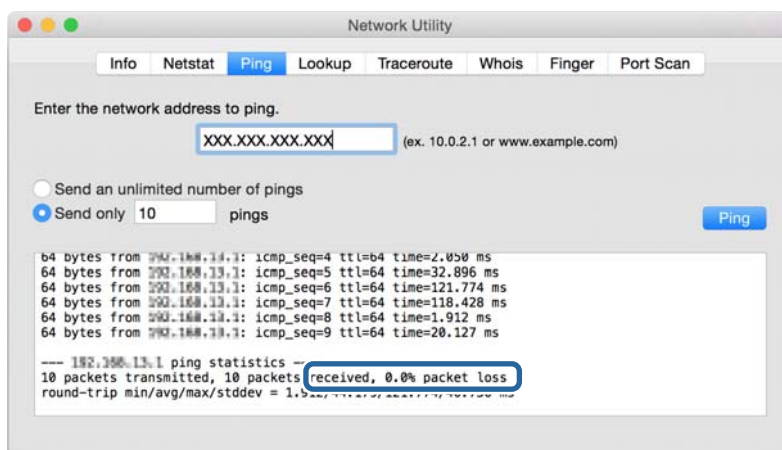 Network Utility
Info Netstat Ping Lookup Traceroute Whois Finger Port Scan
Enter the network address to ping.
XXX.XXX.XXX.XXX (ex. 10.0.2.1 or www.example.com)
Send an unlimited number of pings
Send only 10 pings
Ping
64 bytes from : icmp_seq=4 ttl=64 time=2.050 ms
64 bytes from : icmp_seq=5 ttl=64 time=32.896 ms
64 bytes from : icmp_seq=6 ttl=64 time=121.774 ms
64 bytes from : icmp_seq=7 ttl=64 time=118.428 ms
64 bytes from : icmp_seq=8 ttl=64 time=1.912 ms
64 bytes from : icmp_seq=9 ttl=64 time=20.127 ms
--- ping statistics --
10 packets transmitted, 10 packets received, 0.0% packet loss
round-trip min/avg/max/stddev = ms